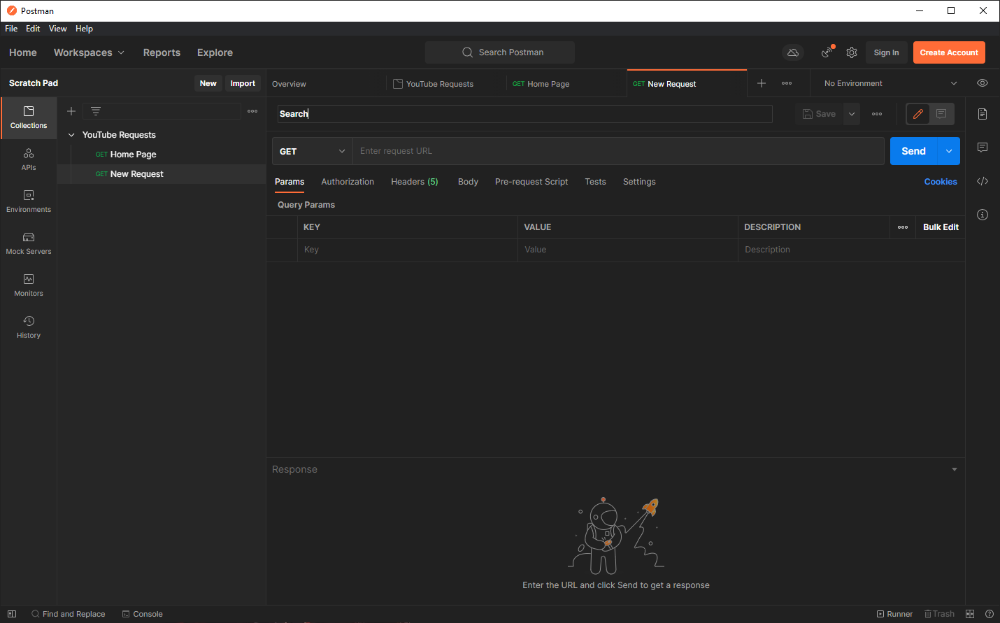 Postman
File Edit View Help
Home Workspaces Reports Explore Search Postman Sign In Create Account
Scratch Pad New Import
Overview YouTube Requests GET Home Page GET New Request No Environment
Collections
APIs
Environments
Mock Servers
Monitors
History
YouTube Requests
GET Home Page
GET New Request
Search Save
GET Enter request URL Send
Params Authorization Headers (5) Body Pre-request Script Tests Settings Cookies
Query Params
KEY VALUE DESCRIPTION Bulk Edit
Key Value Description
Response
Enter the URL and click Send to get a response
Find and Replace Console Runner Trash